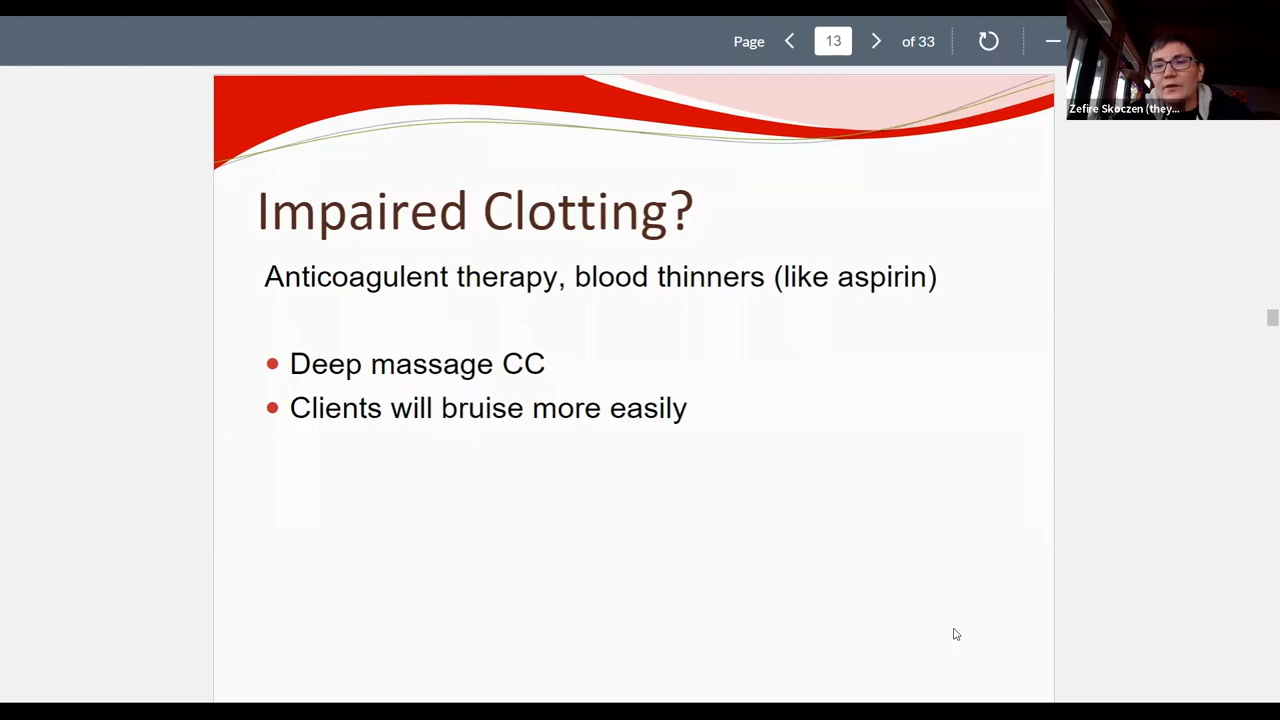 Page 13 of 33
Zefire Skoczen (they...
Impaired Clotting?
Anticoagulent therapy, blood thinners (like aspirin)
Deep massage CC
Clients will bruise more easily